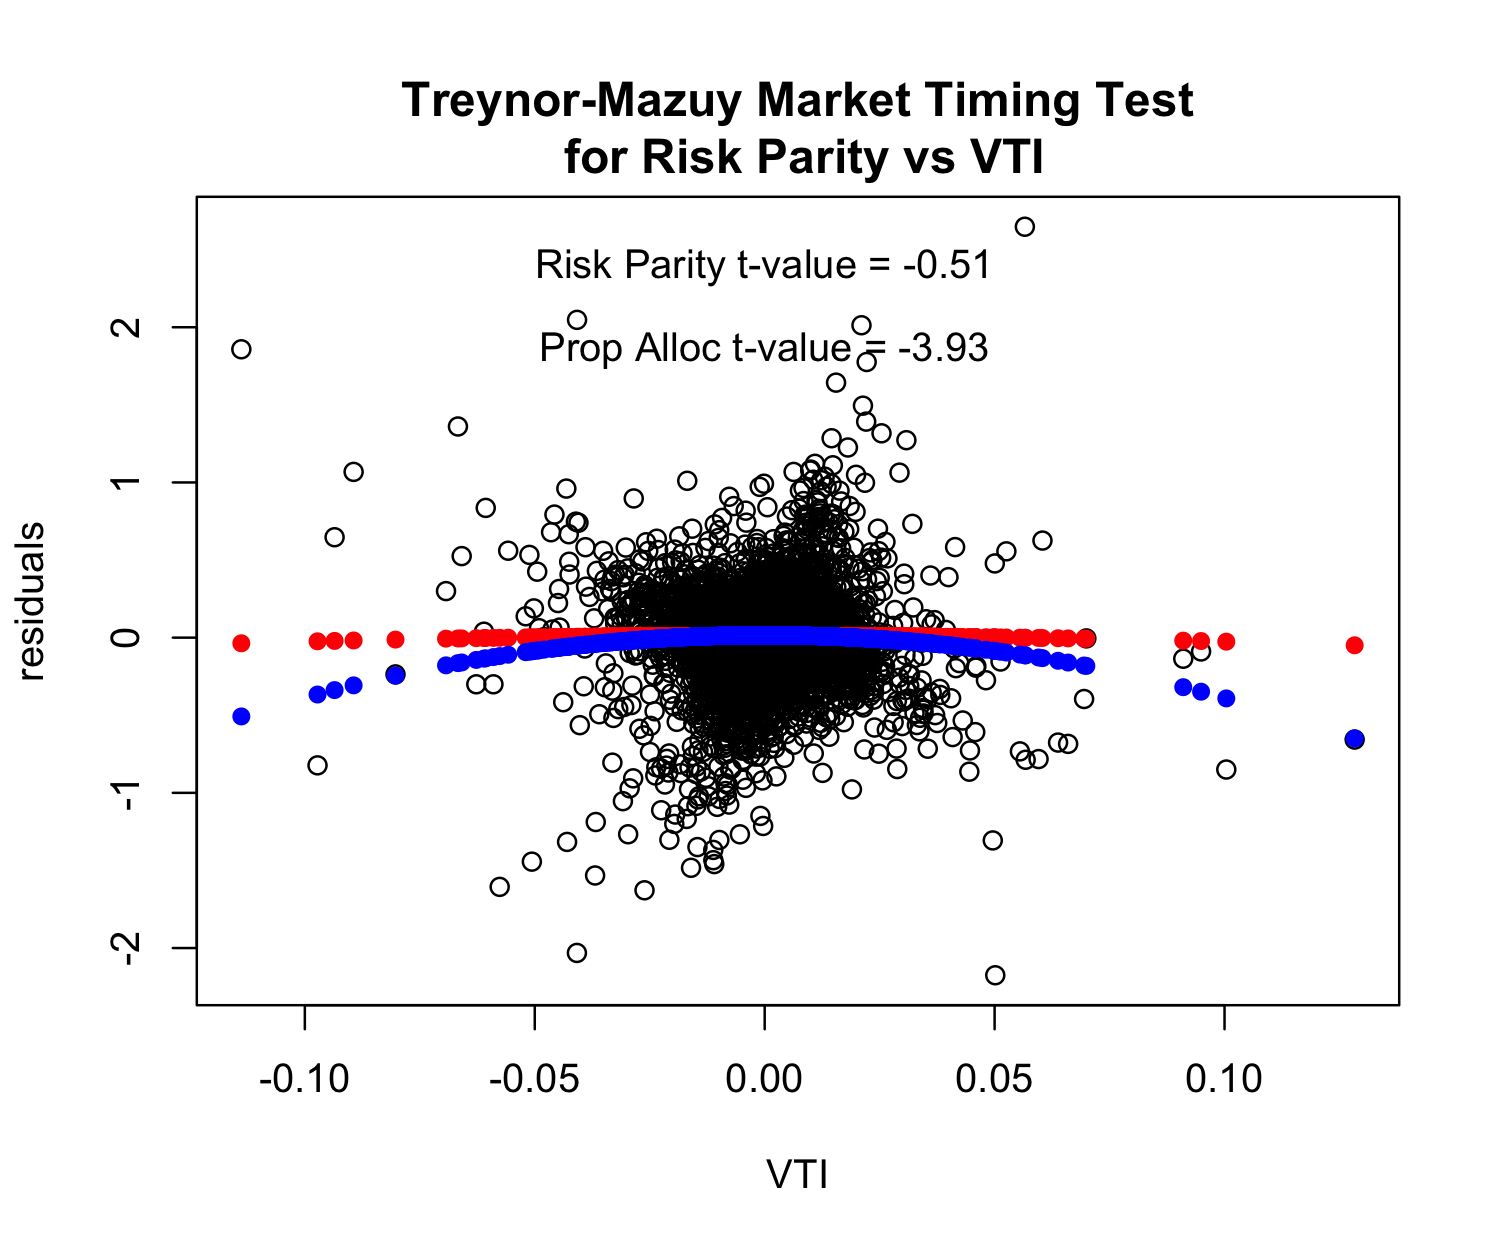 Treynor-Mazuy Market Timing Test
for Risk Parity vs VTI
Risk Parity t-value = -0.51
Prop Alloc t-value = -3.93
residuals
2
1
0
-1
-2
-0.10
-0.05
0.00
0.05
0.10
VTI